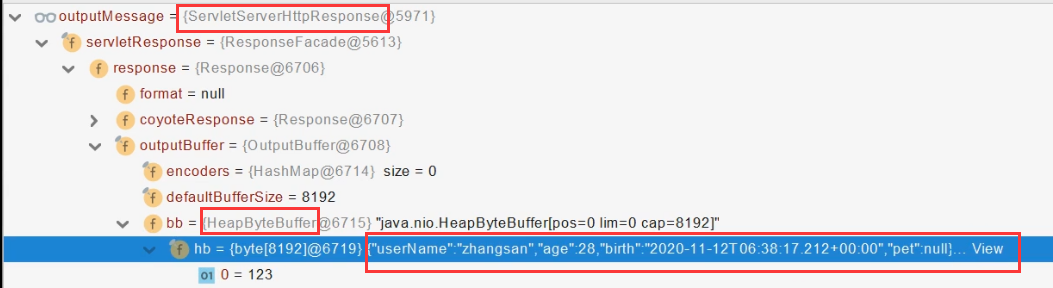 outputMessage = {ServletServerHttpResponse@5971}
servletResponse = {ResponseFacade@5613}
response = {Response@6706}
format = null
coyoteResponse = {Response@6707}
outputBuffer = {OutputBuffer@6708}
encoders = {HashMap@6714} size = 0
defaultBufferSize = 8192
bb = {HeapByteBuffer@6715} "java.nio.HeapByteBuffer[pos=0 lim=0 cap=8192]"
hb = {byte[8192]@6719} {"userName":"zhangsan","age":28,"birth":"2020-11-12T06:38:17.212+00:00","pet":null}... View
01 0 = 123